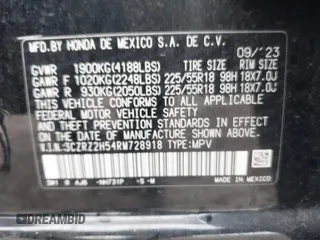 MFD.BY HONDA DE MEXICO S.A. DE C.V.
09/'23
GVWR 1900KG(4188LBS) TIRE SIZE RIM SIZE
GAWR F 1020KG(2248LBS) 225/55R18 98H 18X7.0J
GAWR R 930KG(2050LBS) 225/55R18 98H 18X7.0J
THIS VEHICLE CONFORMS TO ALL APPLICABLE
FEDERAL MOTOR VEHICLE SAFETY AND THEFT
PREVENTION STANDARDS IN EFFECT ON THE DATE
OF MANUFACTURE SHOWN ABOVE.
V.I.N:3CZRZ2H54RM728918 TYPE:MPV
NH731P -S -M
MADE IN MEXICO
DREAMBID